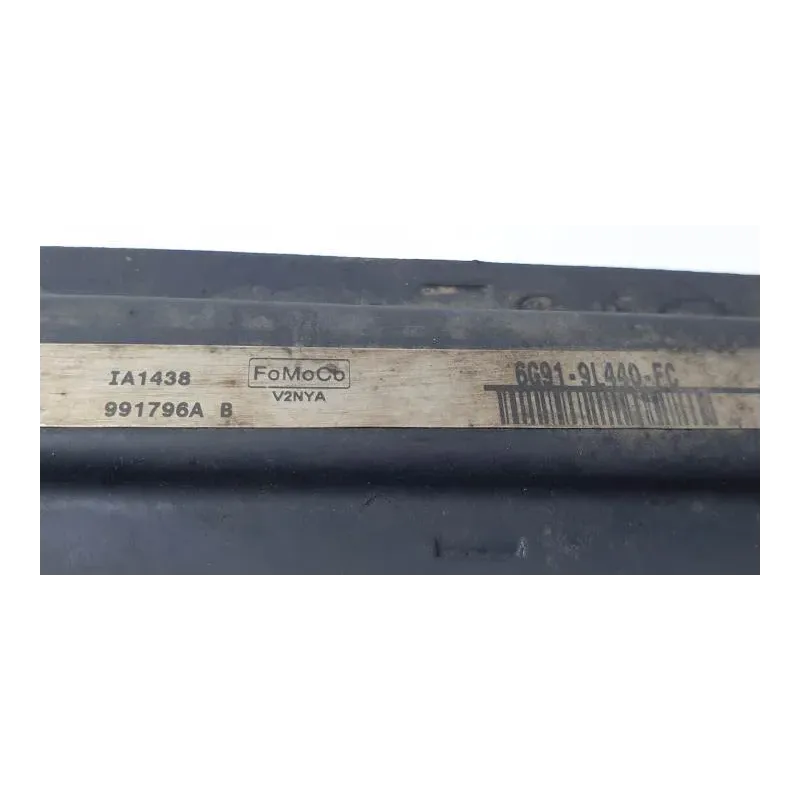 IA1438
991796A B
FoMoCo
V2NYA
6G91-9L440-FC